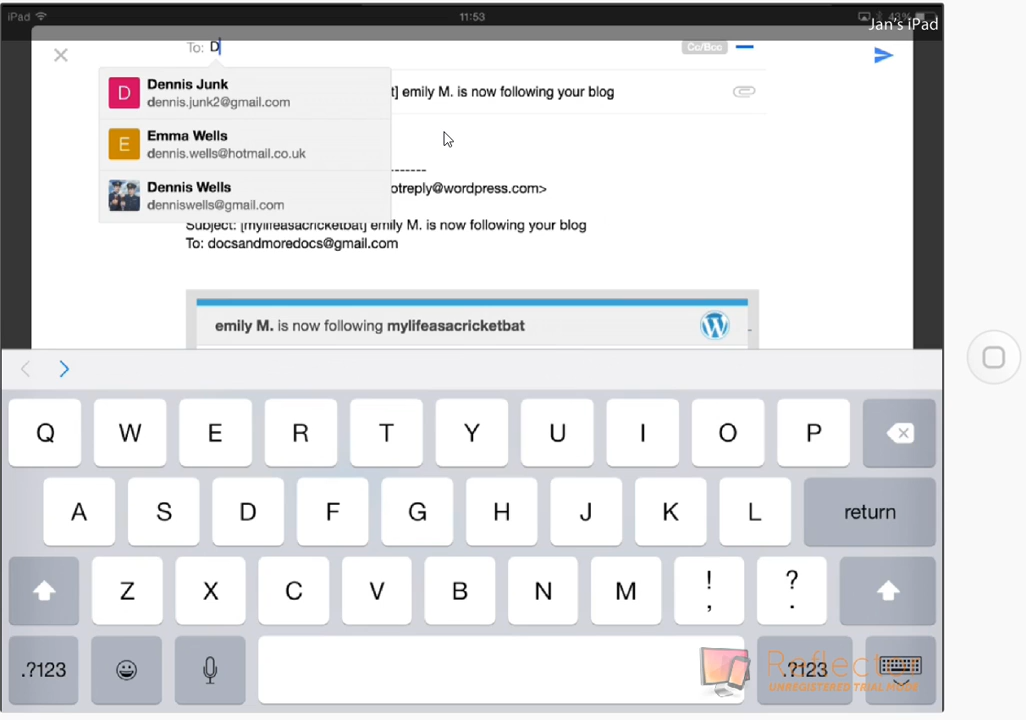 iPad 11:53 43%
Jan's iPad
To: D Cc/Bcc
D Dennis Junk
dennis.junk2@gmail.com
t] emily M. is now following your blog
E Emma Wells
dennis.wells@hotmail.co.uk
-------
Dennis Wells
denniswells@gmail.com
otreply@wordpress.com>
Subject: [mylifeasacricketbat] emily M. is now following your blog
To: docsandmoredocs@gmail.com
emily M. is now following mylifeasacricketbat
Q W E R T Y U I O P
A S D F G H J K L return
Z X C V B N M ! , ? .
.?123 .?123
Reflector
UNREGISTERED TRIAL MODE